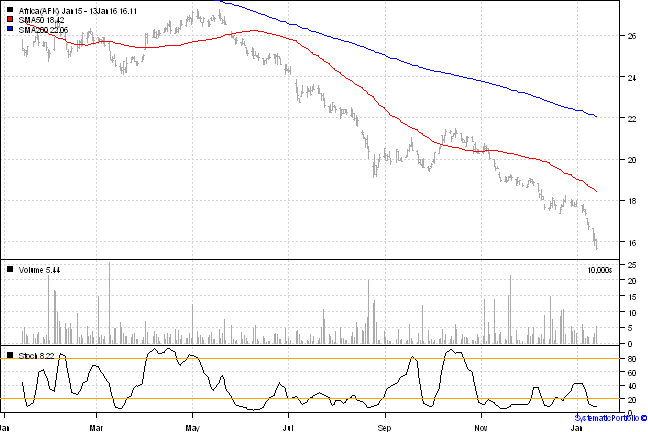 Africa(AFK) Jan15 - 13Jan16 16.11
SMA50 18.42
SMA200 22.06
26
24
22
20
18
16
Volume 5.44
10,000s
25
20
15
10
5
0
Stoch 8.22
80
60
40
20
0
SystematicPortfolio ©
Jan Mar May Jul Sep Nov Jan